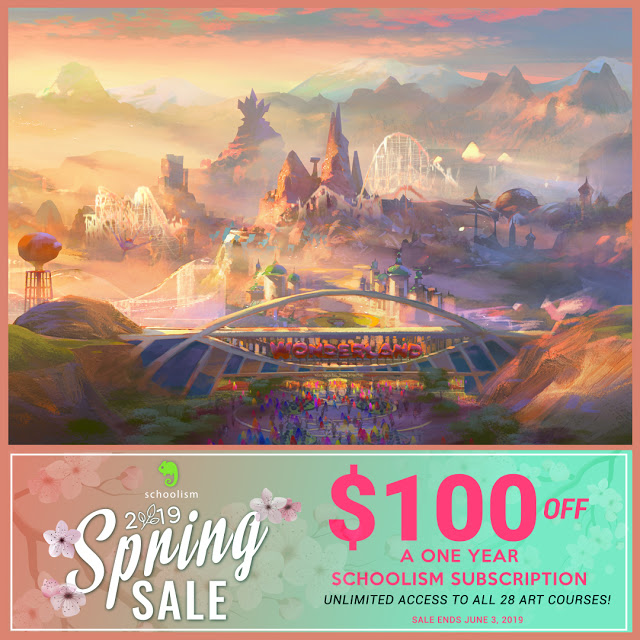 WONDERLAND
schoolism
2019
Spring
SALE
$100 OFF
A ONE YEAR
SCHOOLISM SUBSCRIPTION
UNLIMITED ACCESS TO ALL 28 ART COURSES!
SALE ENDS JUNE 3, 2019